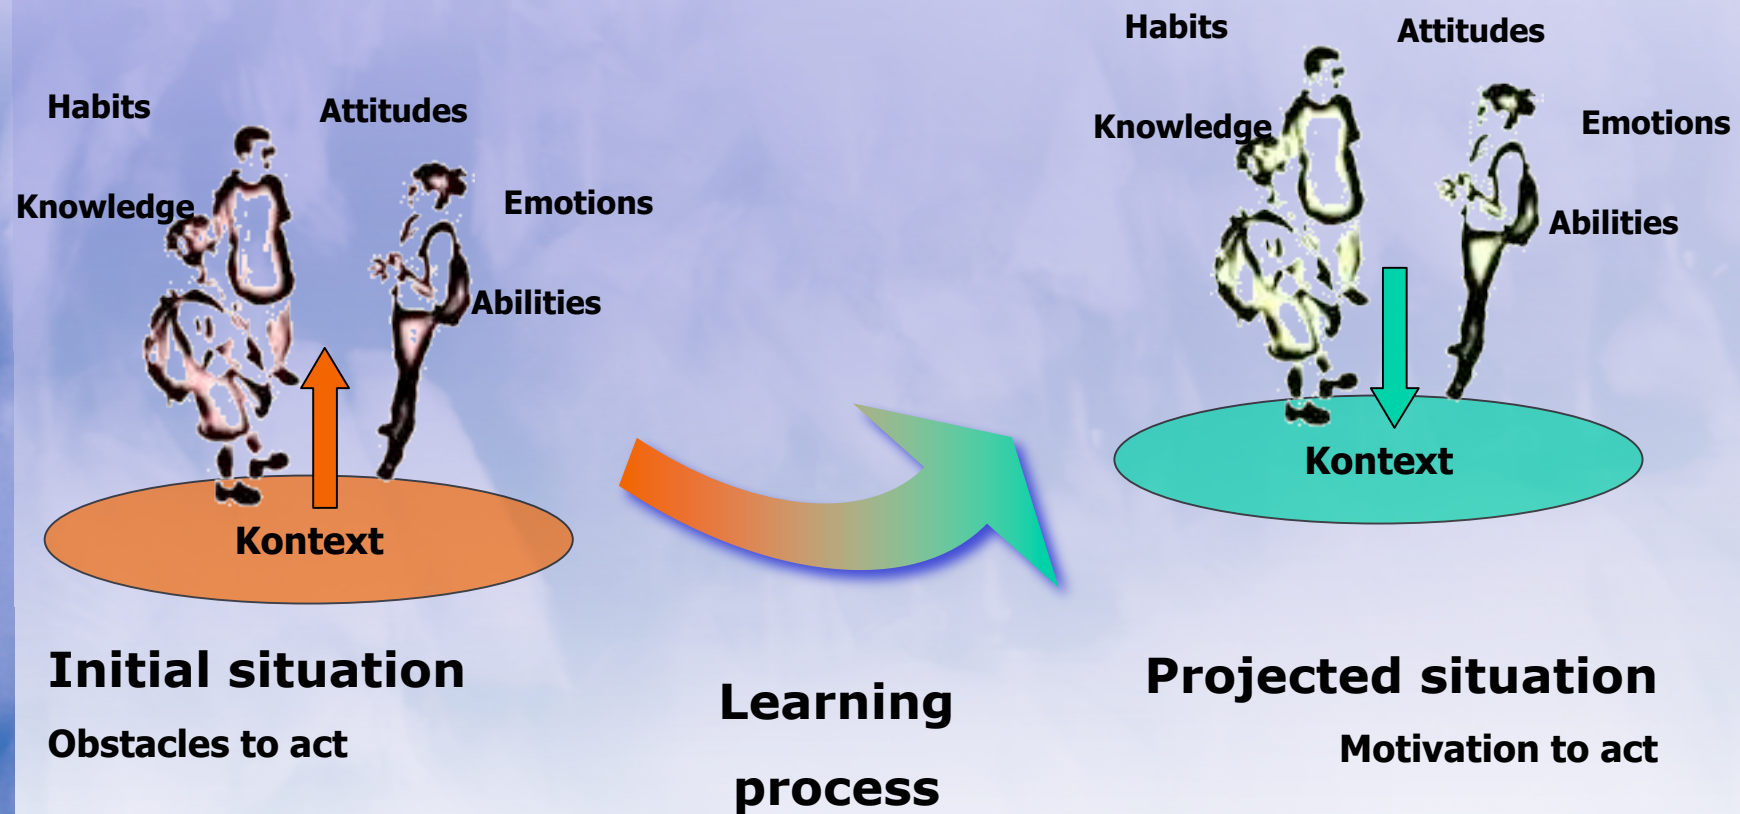 Habits
Attitudes
Knowledge
Emotions
Abilities
Kontext
Initial situation
Obstacles to act
Learning
process
Habits
Attitudes
Knowledge
Emotions
Abilities
Kontext
Projected situation
Motivation to act